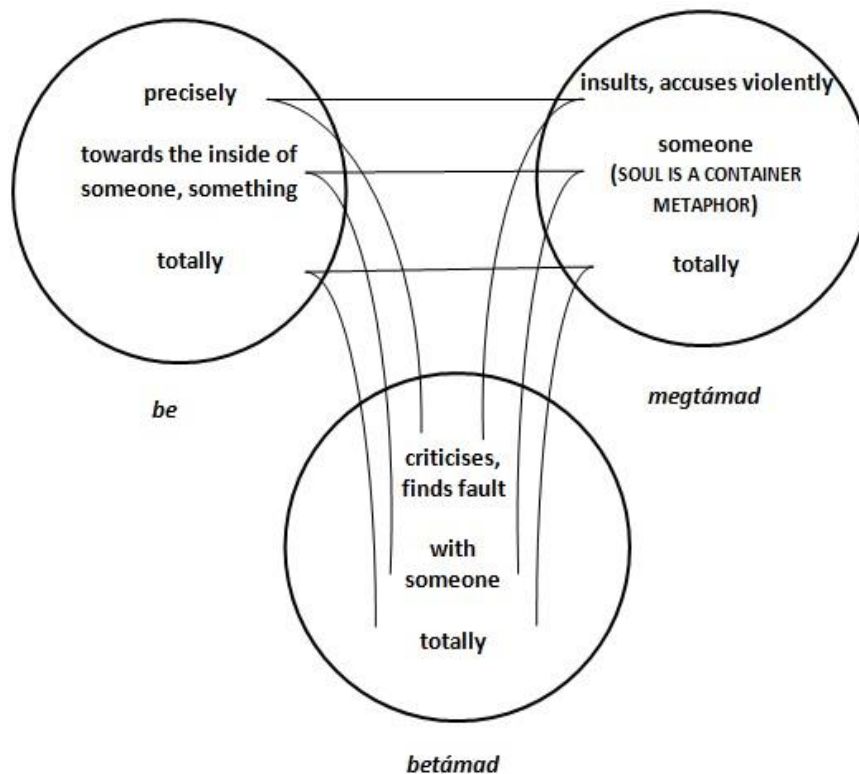 precisely
towards the inside of
someone, something
totally
be
insults, accuses violently
someone
(SOUL IS A CONTAINER
METAPHOR)
totally
megtámad
criticises,
finds fault
with
someone
totally
betámad